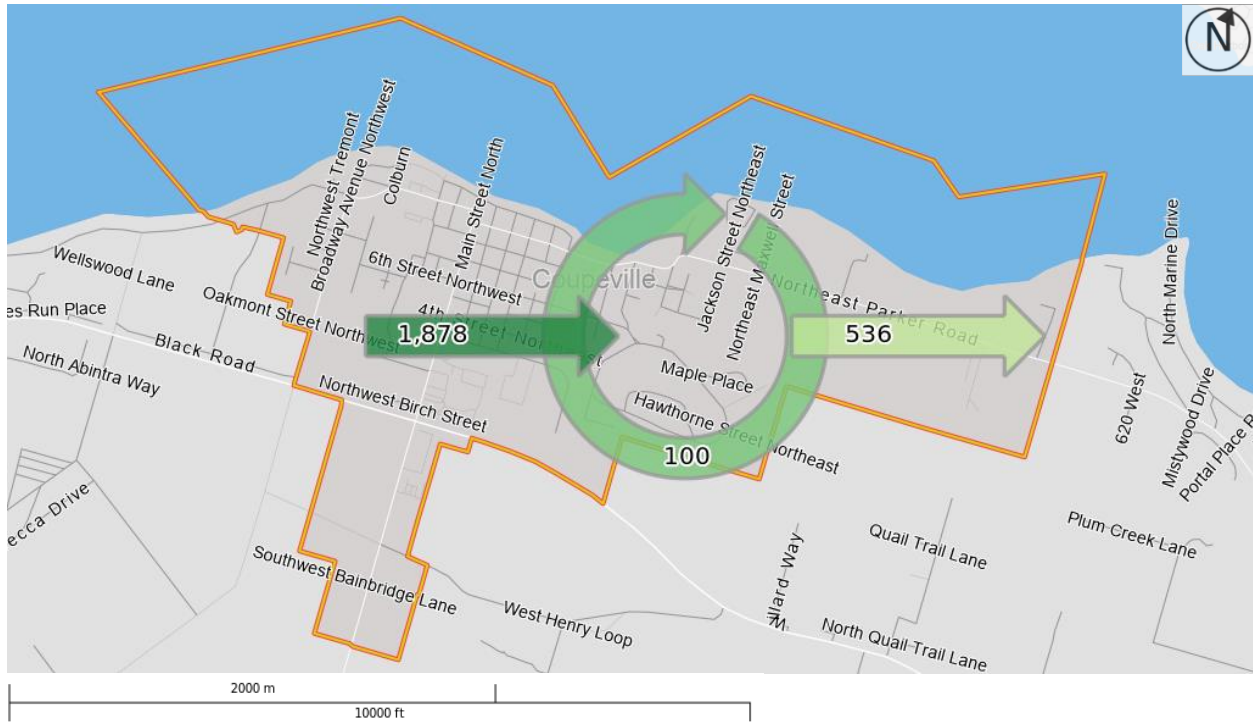 N
Northwest Tremont
Broadway Avenue Northwest
Colburn
Main Street North
Jackson Street Northeast
Northeast Maxwell Street
North Marine Drive
Wellswood Lane
6th Street Northwest
Coupeville
Northeast Parker Road
es Run Place
Oakmont Street Northwest
4th Street Northeast
1,878
536
Black Road
North Abintra Way
Maple Place
Northwest Birch Street
Hawthorne Street Northeast
100
620 West
Mistywood Drive
Portal Place R
ecca Drive
Plum Creek Lane
Quail Trail Lane
Southwest Bainbridge Lane
West Henry Loop
North Quail Trail Lane
2000 m
10000 ft